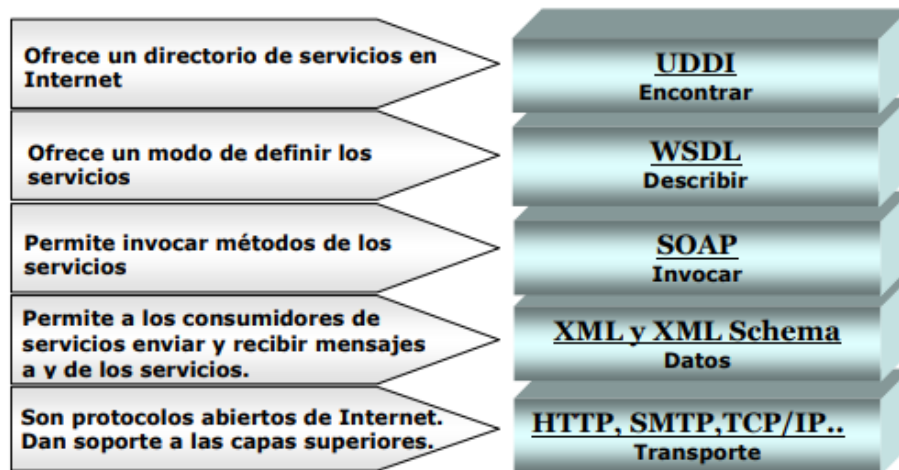 Ofrece un directorio de servicios en
Internet
UDDI
Encontrar
Ofrece un modo de definir los
servicios
WSDL
Describir
Permite invocar métodos de los
servicios
SOAP
Invocar
Permite a los consumidores de
servicios enviar y recibir mensajes
a y de los servicios.
XML y XML Schema
Datos
Son protocolos abiertos de Internet.
Dan soporte a las capas superiores.
HTTP, SMTP,TCP/IP..
Transporte